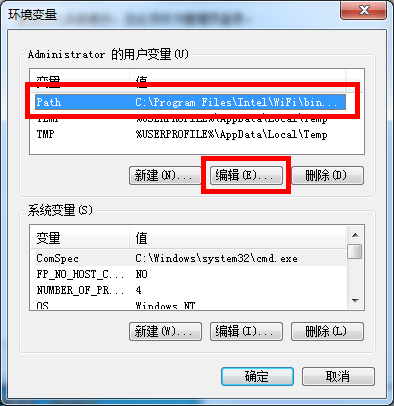 环境变量
Administrator 的用户变量(U)
变量 值
Path C:\Program Files\Intel\WiFi\bin...
TEMP %USERPROFILE%\AppData\Local\Temp
TMP %USERPROFILE%\AppData\Local\Temp
新建(N)... 编辑(E)... 删除(D)
系统变量(S)
变量 值
ComSpec C:\Windows\system32\cmd.exe
FP_NO_HOST_C... NO
NUMBER_OF_PR... 4
OS Windows_NT
新建(W)... 编辑(I)... 删除(L)
确定 取消